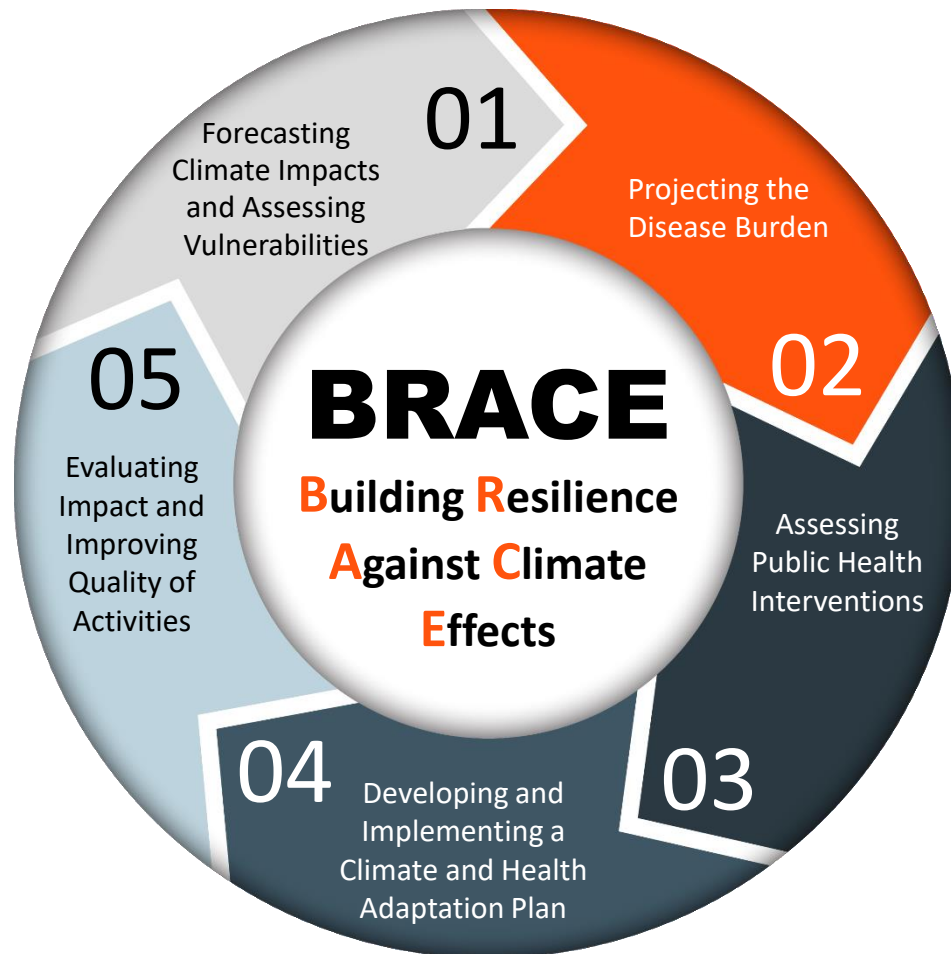 BRACE
Building Resilience
Against Climate
Effects
01
Forecasting
Climate Impacts
and Assessing
Vulnerabilities
Projecting the
Disease Burden
02
Assessing
Public Health
Interventions
03
04
Developing and
Implementing a
Climate and Health
Adaptation Plan
05
Evaluating
Impact and
Improving
Quality of
Activities